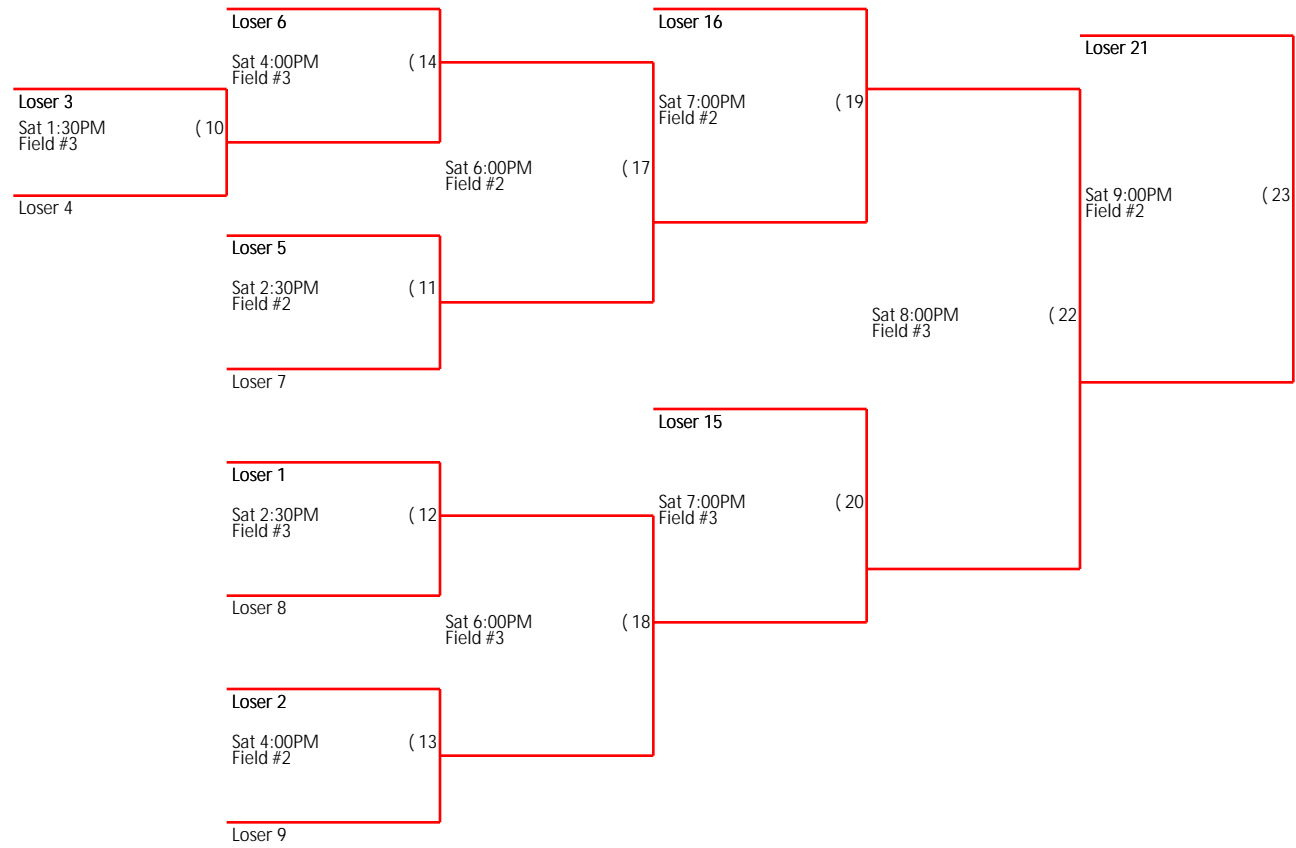 Loser 6
Sat 4:00PM
Field #3
( 14
Loser 16
Sat 7:00PM
Field #2
( 19
Loser 21
Sat 9:00PM
Field #2
( 23
Loser 3
Sat 1:30PM
Field #3
( 10
Loser 4
Sat 6:00PM
Field #2
( 17
Loser 5
Sat 2:30PM
Field #2
( 11
Loser 7
Sat 8:00PM
Field #3
( 22
Loser 15
Sat 7:00PM
Field #3
( 20
Loser 1
Sat 2:30PM
Field #3
( 12
Loser 8
Sat 6:00PM
Field #3
( 18
Loser 2
Sat 4:00PM
Field #2
( 13
Loser 9